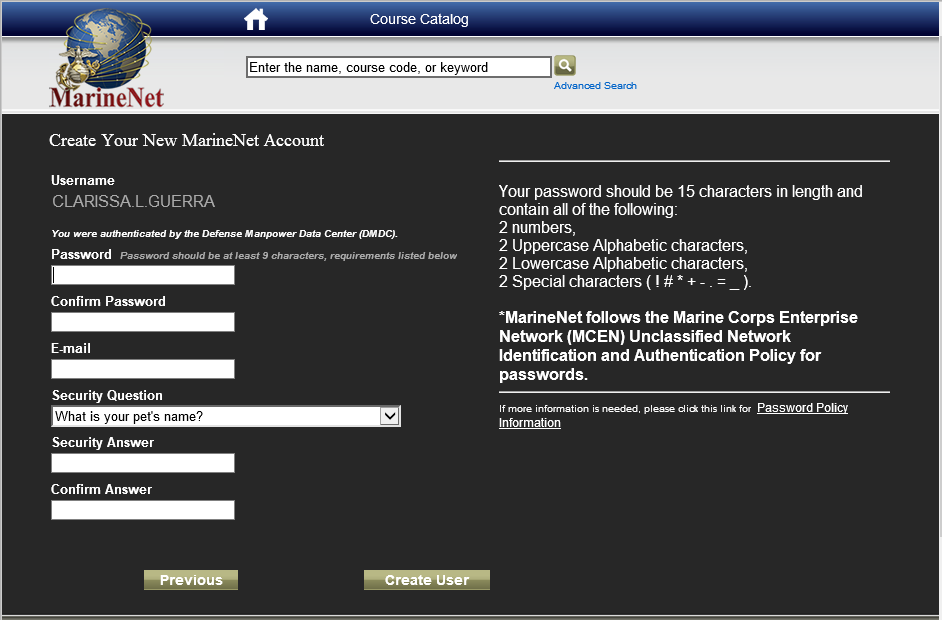 Course Catalog
MarineNet
Enter the name, course code, or keyword
Advanced Search
Create Your New MarineNet Account
Username
CLARISSA.L.GUERRA
You were authenticated by the Defense Manpower Data Center (DMDC).
Password Password should be at least 9 characters, requirements listed below
Confirm Password
E-mail
Security Question
What is your pet's name?
Security Answer
Confirm Answer
Previous
Create User
Your password should be 15 characters in length and
contain all of the following:
2 numbers,
2 Uppercase Alphabetic characters,
2 Lowercase Alphabetic characters,
2 Special characters ( ! # * + - . = _ ).
*MarineNet follows the Marine Corps Enterprise
Network (MCEN) Unclassified Network
Identification and Authentication Policy for
passwords.
If more information is needed, please click this link for Password Policy
Information